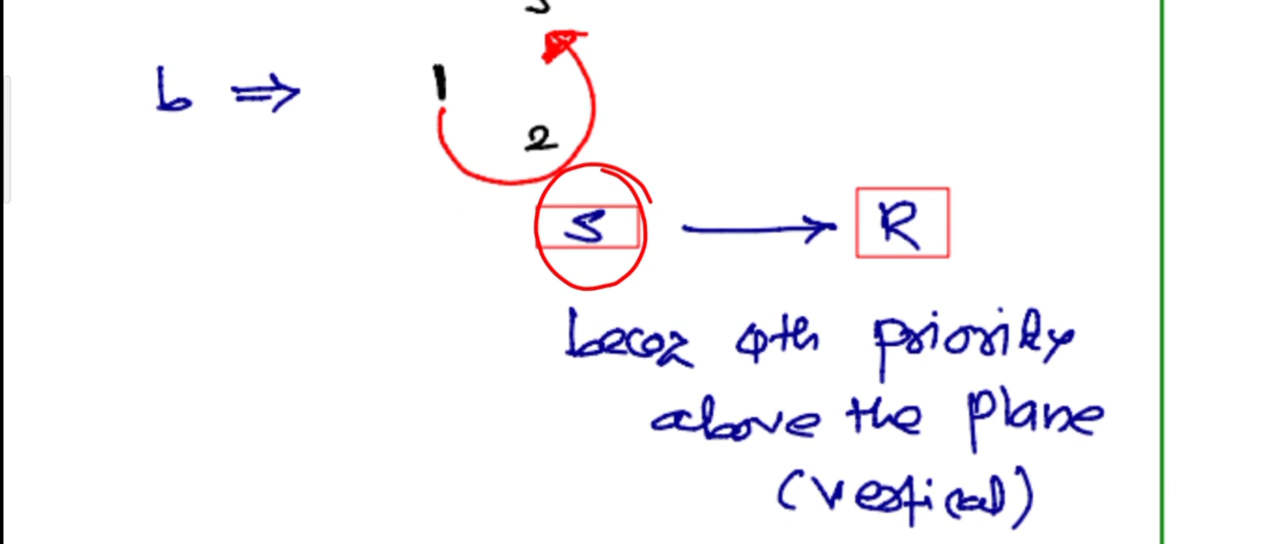 b ⇒ 1
2
S ⟶ R
becoz 4th priority
above the plane
(vertical)